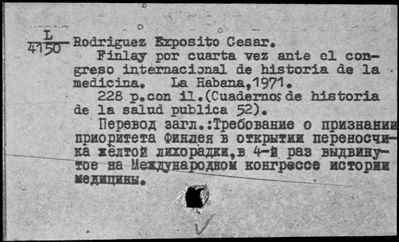 L
4150
Rodriguez Exposito Cesar.
Finlay por cuarta vez ante el con-
greso internacional de historia de la
medicina. La Habana,1971.
228 p.con il.(Cuadernos de historia
de la salud publica 52).
Перевод загл.:Требование о признании
приоритета Финлея в открытии переносчи-
ка желтой лихорадки,в 4-й раз выдвину-
тое на Международном конгрессе истории
медицины.